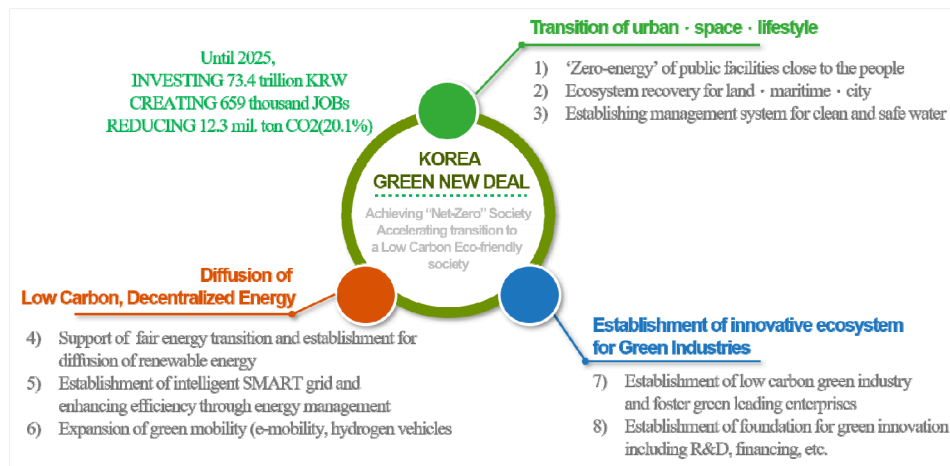 Transition of urban · space · lifestyle
Until 2025,
INVESTING 73.4 trillion KRW
CREATING 659 thousand JOBs
REDUCING 12.3 mil. ton CO2(20.1%)
1) ‘Zero-energy’ of public facilities close to the people
2) Ecosystem recovery for land · maritime · city
3) Establishing management system for clean and safe water
KOREA
GREEN NEW DEAL
Achieving “Net-Zero” Society
Accelerating transition to
a Low Carbon Eco-friendly
society
Diffusion of
Low Carbon, Decentralized Energy
4) Support of fair energy transition and establishment for
diffusion of renewable energy
5) Establishment of intelligent SMART grid and
enhancing efficiency through energy management
6) Expansion of green mobility (e-mobility, hydrogen vehicles
Establishment of innovative ecosystem
for Green Industries
7) Establishment of low carbon green industry
and foster green leading enterprises
8) Establishment of foundation for green innovation
including R&D, financing, etc.